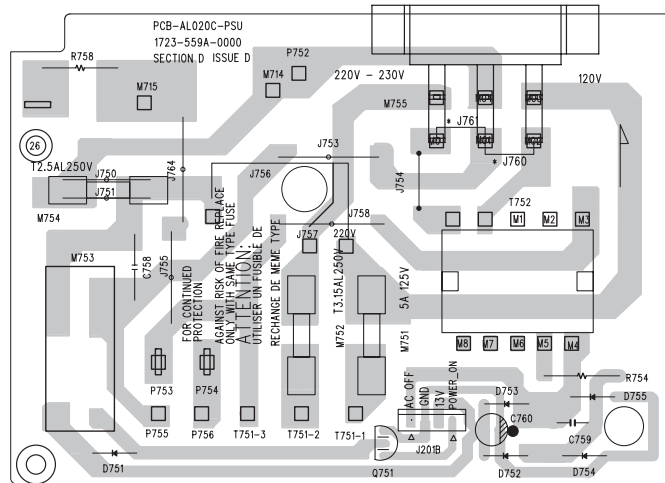 PCB-AL020C-PSU
1723-559A-0000
SECTION D ISSUE D
R758
P752
M714
M715
220V - 230V
120V
M755
* J761
* J760
26
T2.5AL250V
J750
J751
J764
M754
J753
J756
J754
J758
J757
220V
T752
M1
M2
M3
M753
C758
J755
FOR CONTINUED
PROTECTION
AGAINST RISK OF FIRE REPLACE
ONLY WITH SAME TYPE FUSE
ATTENTION:
UTILISER UN FUSIBLE DE
RECHANGE DE MEME TYPE
T3.15AL250V
M752
5A 125V
M751
M8
M7
M6
M5
M4
P753
P754
P755
P756
T751-3
T751-2
T751-1
AC OFF
GND
13V
POWER_ON
J201B
Q751
D751
D753
C760
D752
R754
D755
C759
D754